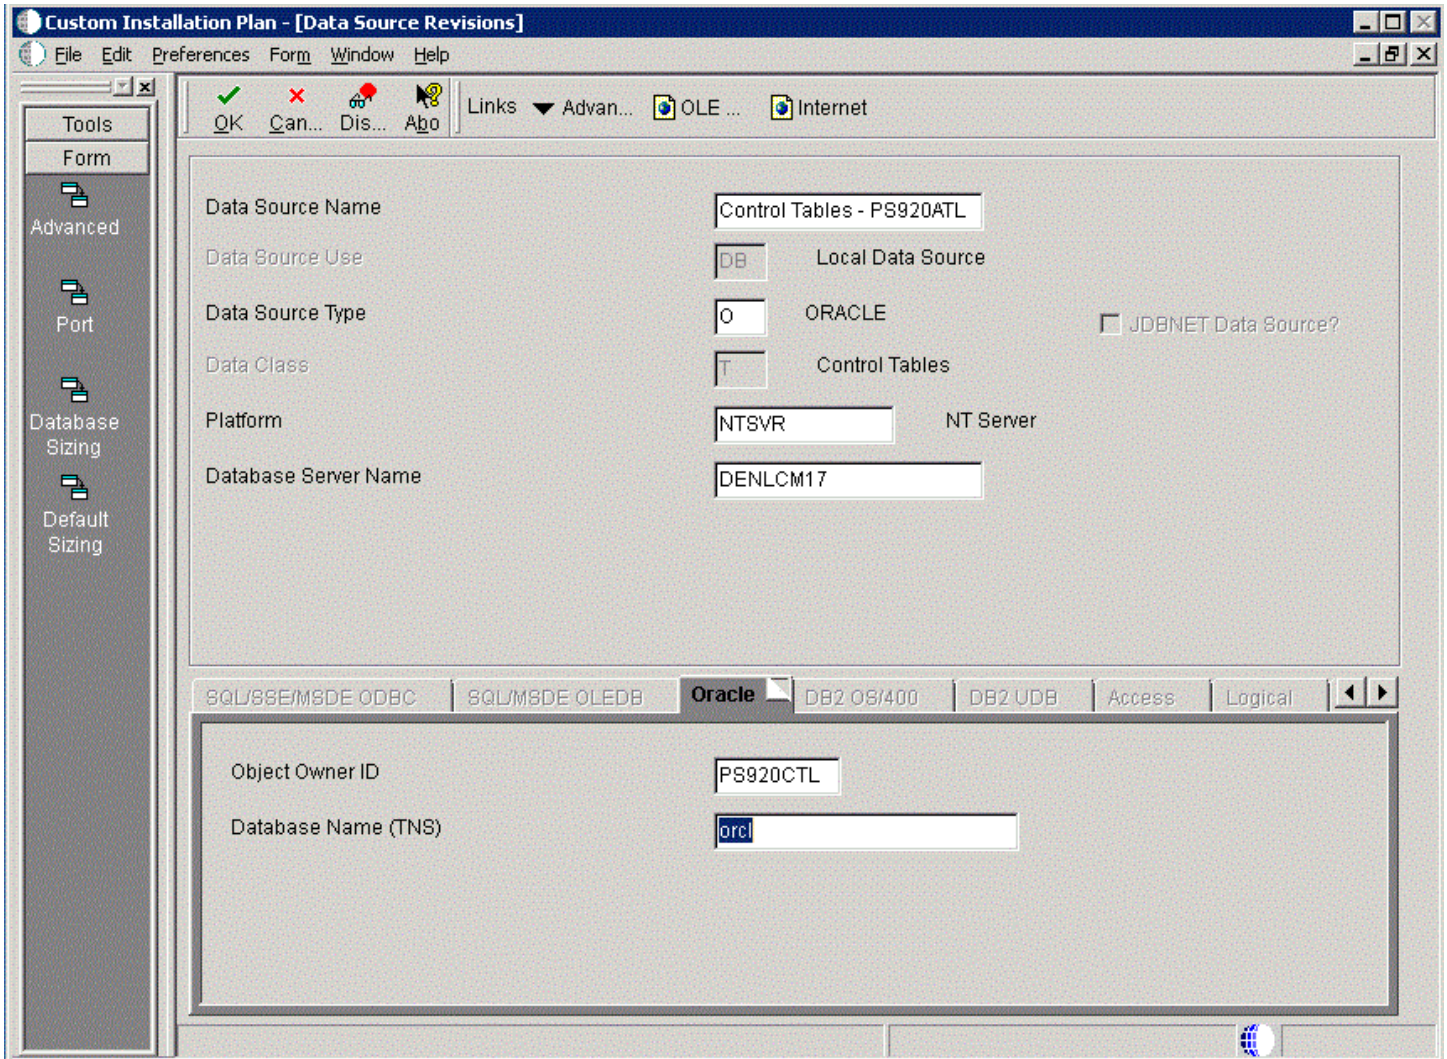 Custom Installation Plan - [Data Source Revisions]
File Edit Preferences Form Window Help
OK Can... Dis... Abo Links Advan... OLE ... Internet
Tools
Form
Advanced
Port
Database
Sizing
Default
Sizing
Data Source Name Control Tables - PS920ATL
Data Source Use DB Local Data Source
Data Source Type O ORACLE JDBNET Data Source?
Data Class T Control Tables
Platform NTSVR NT Server
Database Server Name DENLCM17
SQL/SSE/MSDE ODBC SQL/MSDE OLEDB Oracle DB2 OS/400 DB2 UDB Access Logical
Object Owner ID PS920CTL
Database Name (TNS) orcl